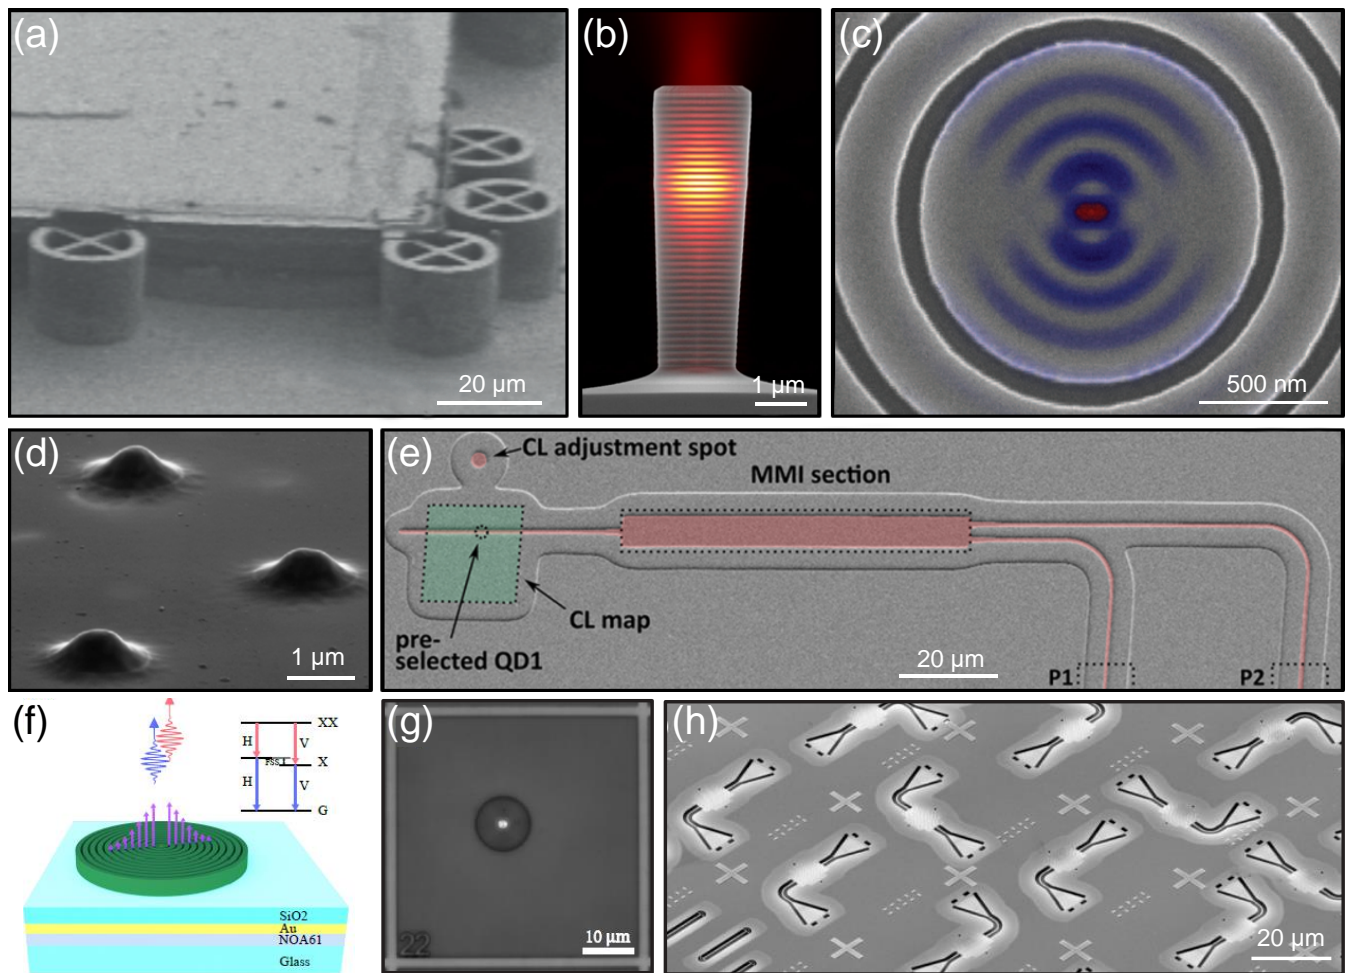 (a)
20 µm
(b)
1 µm
(c)
500 nm
(d)
1 µm
(e)
CL adjustment spot
MMI section
CL map
pre-
selected QD1
20 µm
P1
P2
(f)
XX
H
V
FSS
X
H
V
G
SiO2
Au
NOA61
Glass
(g)
22
10 µm
(h)
20 µm